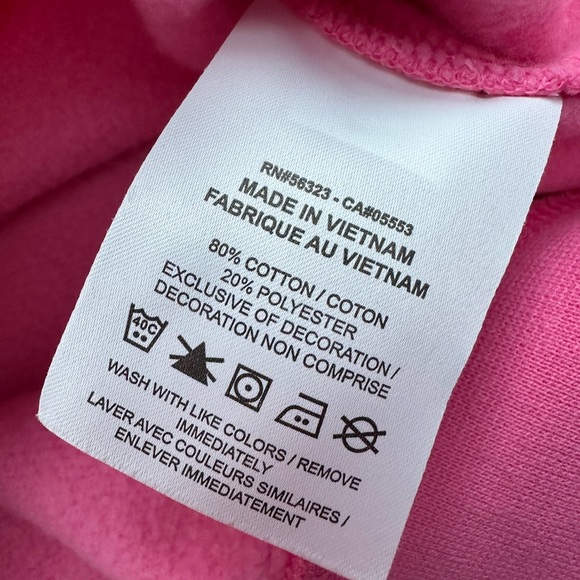 RN#56323 - CA#05553
MADE IN VIETNAM
FABRIQUE AU VIETNAM
80% COTTON / COTON
20% POLYESTER
EXCLUSIVE OF DECORATION /
DECORATION NON COMPRISE
40C
WASH WITH LIKE COLORS / REMOVE
IMMEDIATELY
LAVER AVEC COULEURS SIMILAIRES /
ENLEVER IMMEDIATEMENT